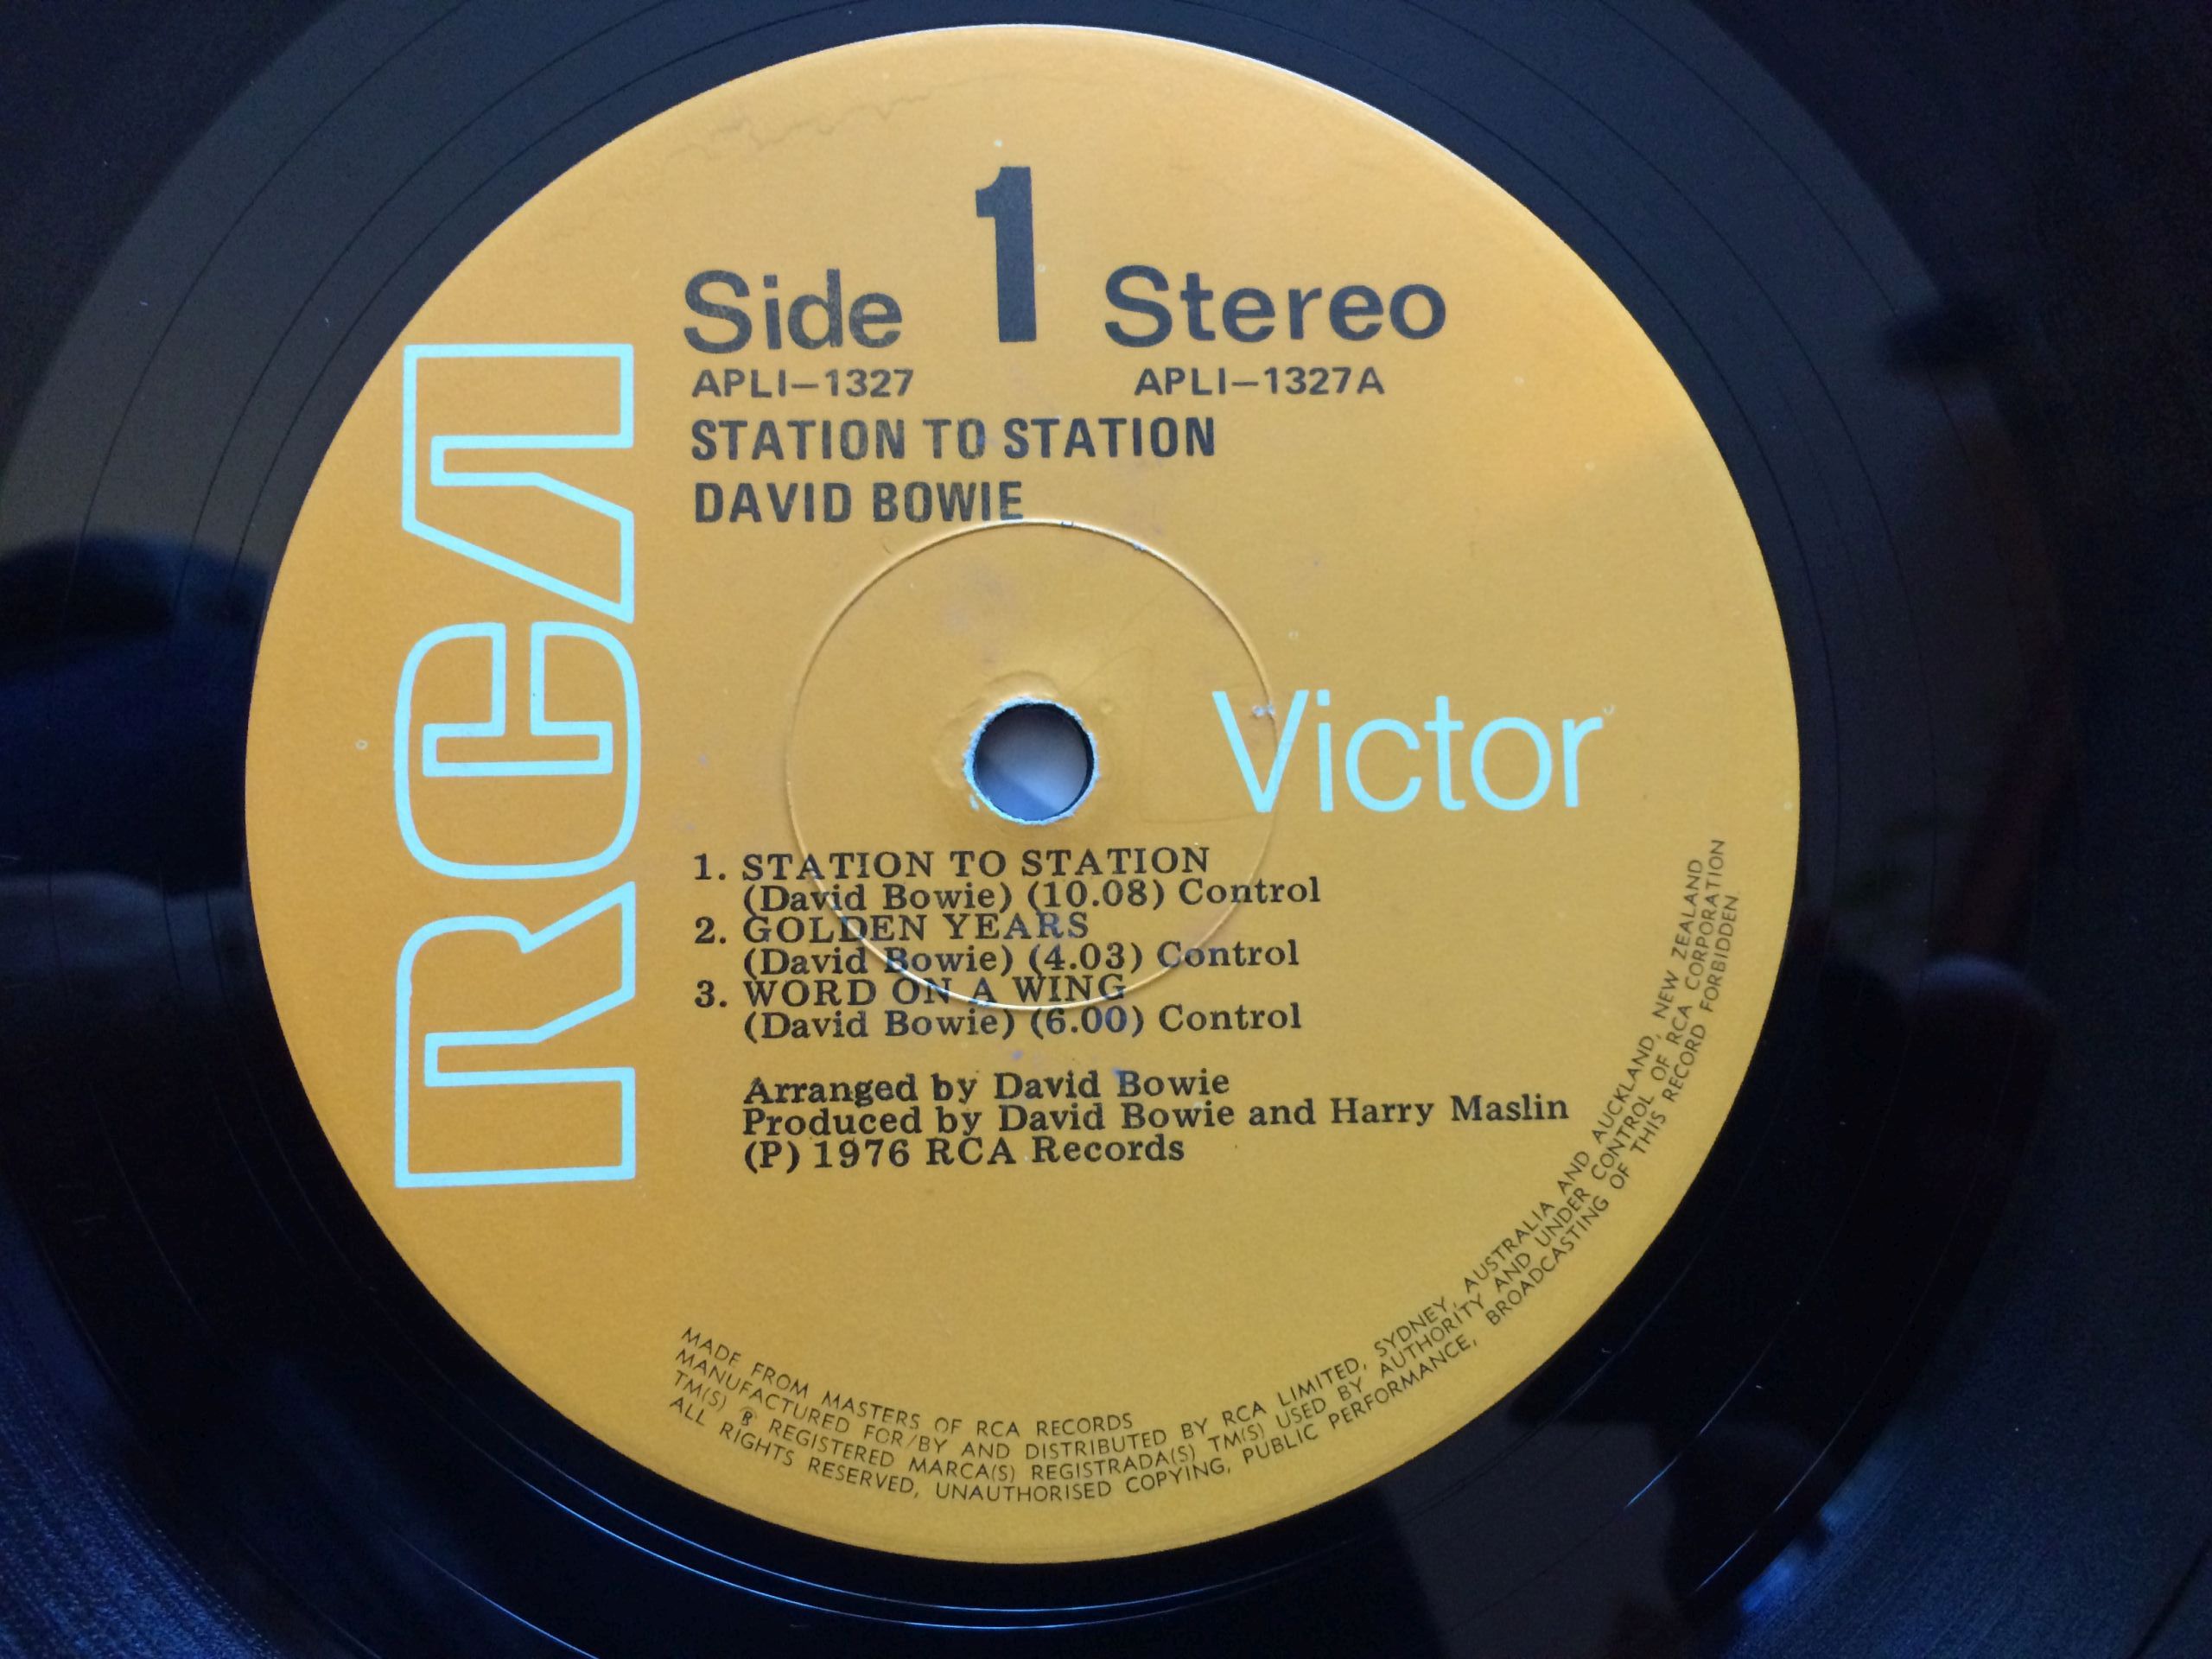 Side 1 Stereo
APLI–1327 APLI–1327A
STATION TO STATION
DAVID BOWIE
RCA
Victor
1. STATION TO STATION
(David Bowie) (10.08) Control
2. GOLDEN YEARS
(David Bowie) (4.03) Control
3. WORD ON A WING
(David Bowie) (6.00) Control
Arranged by David Bowie
Produced by David Bowie and Harry Maslin
(P) 1976 RCA Records
MADE FROM MASTERS OF RCA RECORDS
MANUFACTURED FOR/BY AND DISTRIBUTED BY RCA LIMITED, SYDNEY, AUSTRALIA AND AUCKLAND, NEW ZEALAND
TM(S) ® REGISTERED MARCA(S) REGISTRADA(S) TM(S) USED BY AUTHORITY AND UNDER CONTROL OF RCA CORPORATION
ALL RIGHTS RESERVED, UNAUTHORISED COPYING, PUBLIC PERFORMANCE, BROADCASTING OF THIS RECORD FORBIDDEN